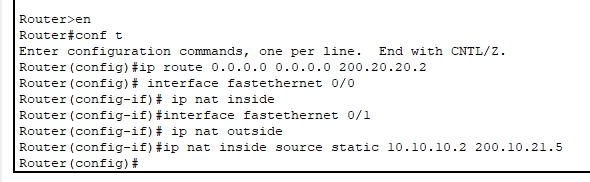 Router>en
Router#conf t
Enter configuration commands, one per line.  End with CNTL/Z.
Router(config)#ip route 0.0.0.0 0.0.0.0 200.20.20.2
Router(config)# interface fastethernet 0/0
Router(config-if)# ip nat inside
Router(config-if)#interface fastethernet 0/1
Router(config-if)# ip nat outside
Router(config-if)#ip nat inside source static 10.10.10.2 200.10.21.5
Router(config)#